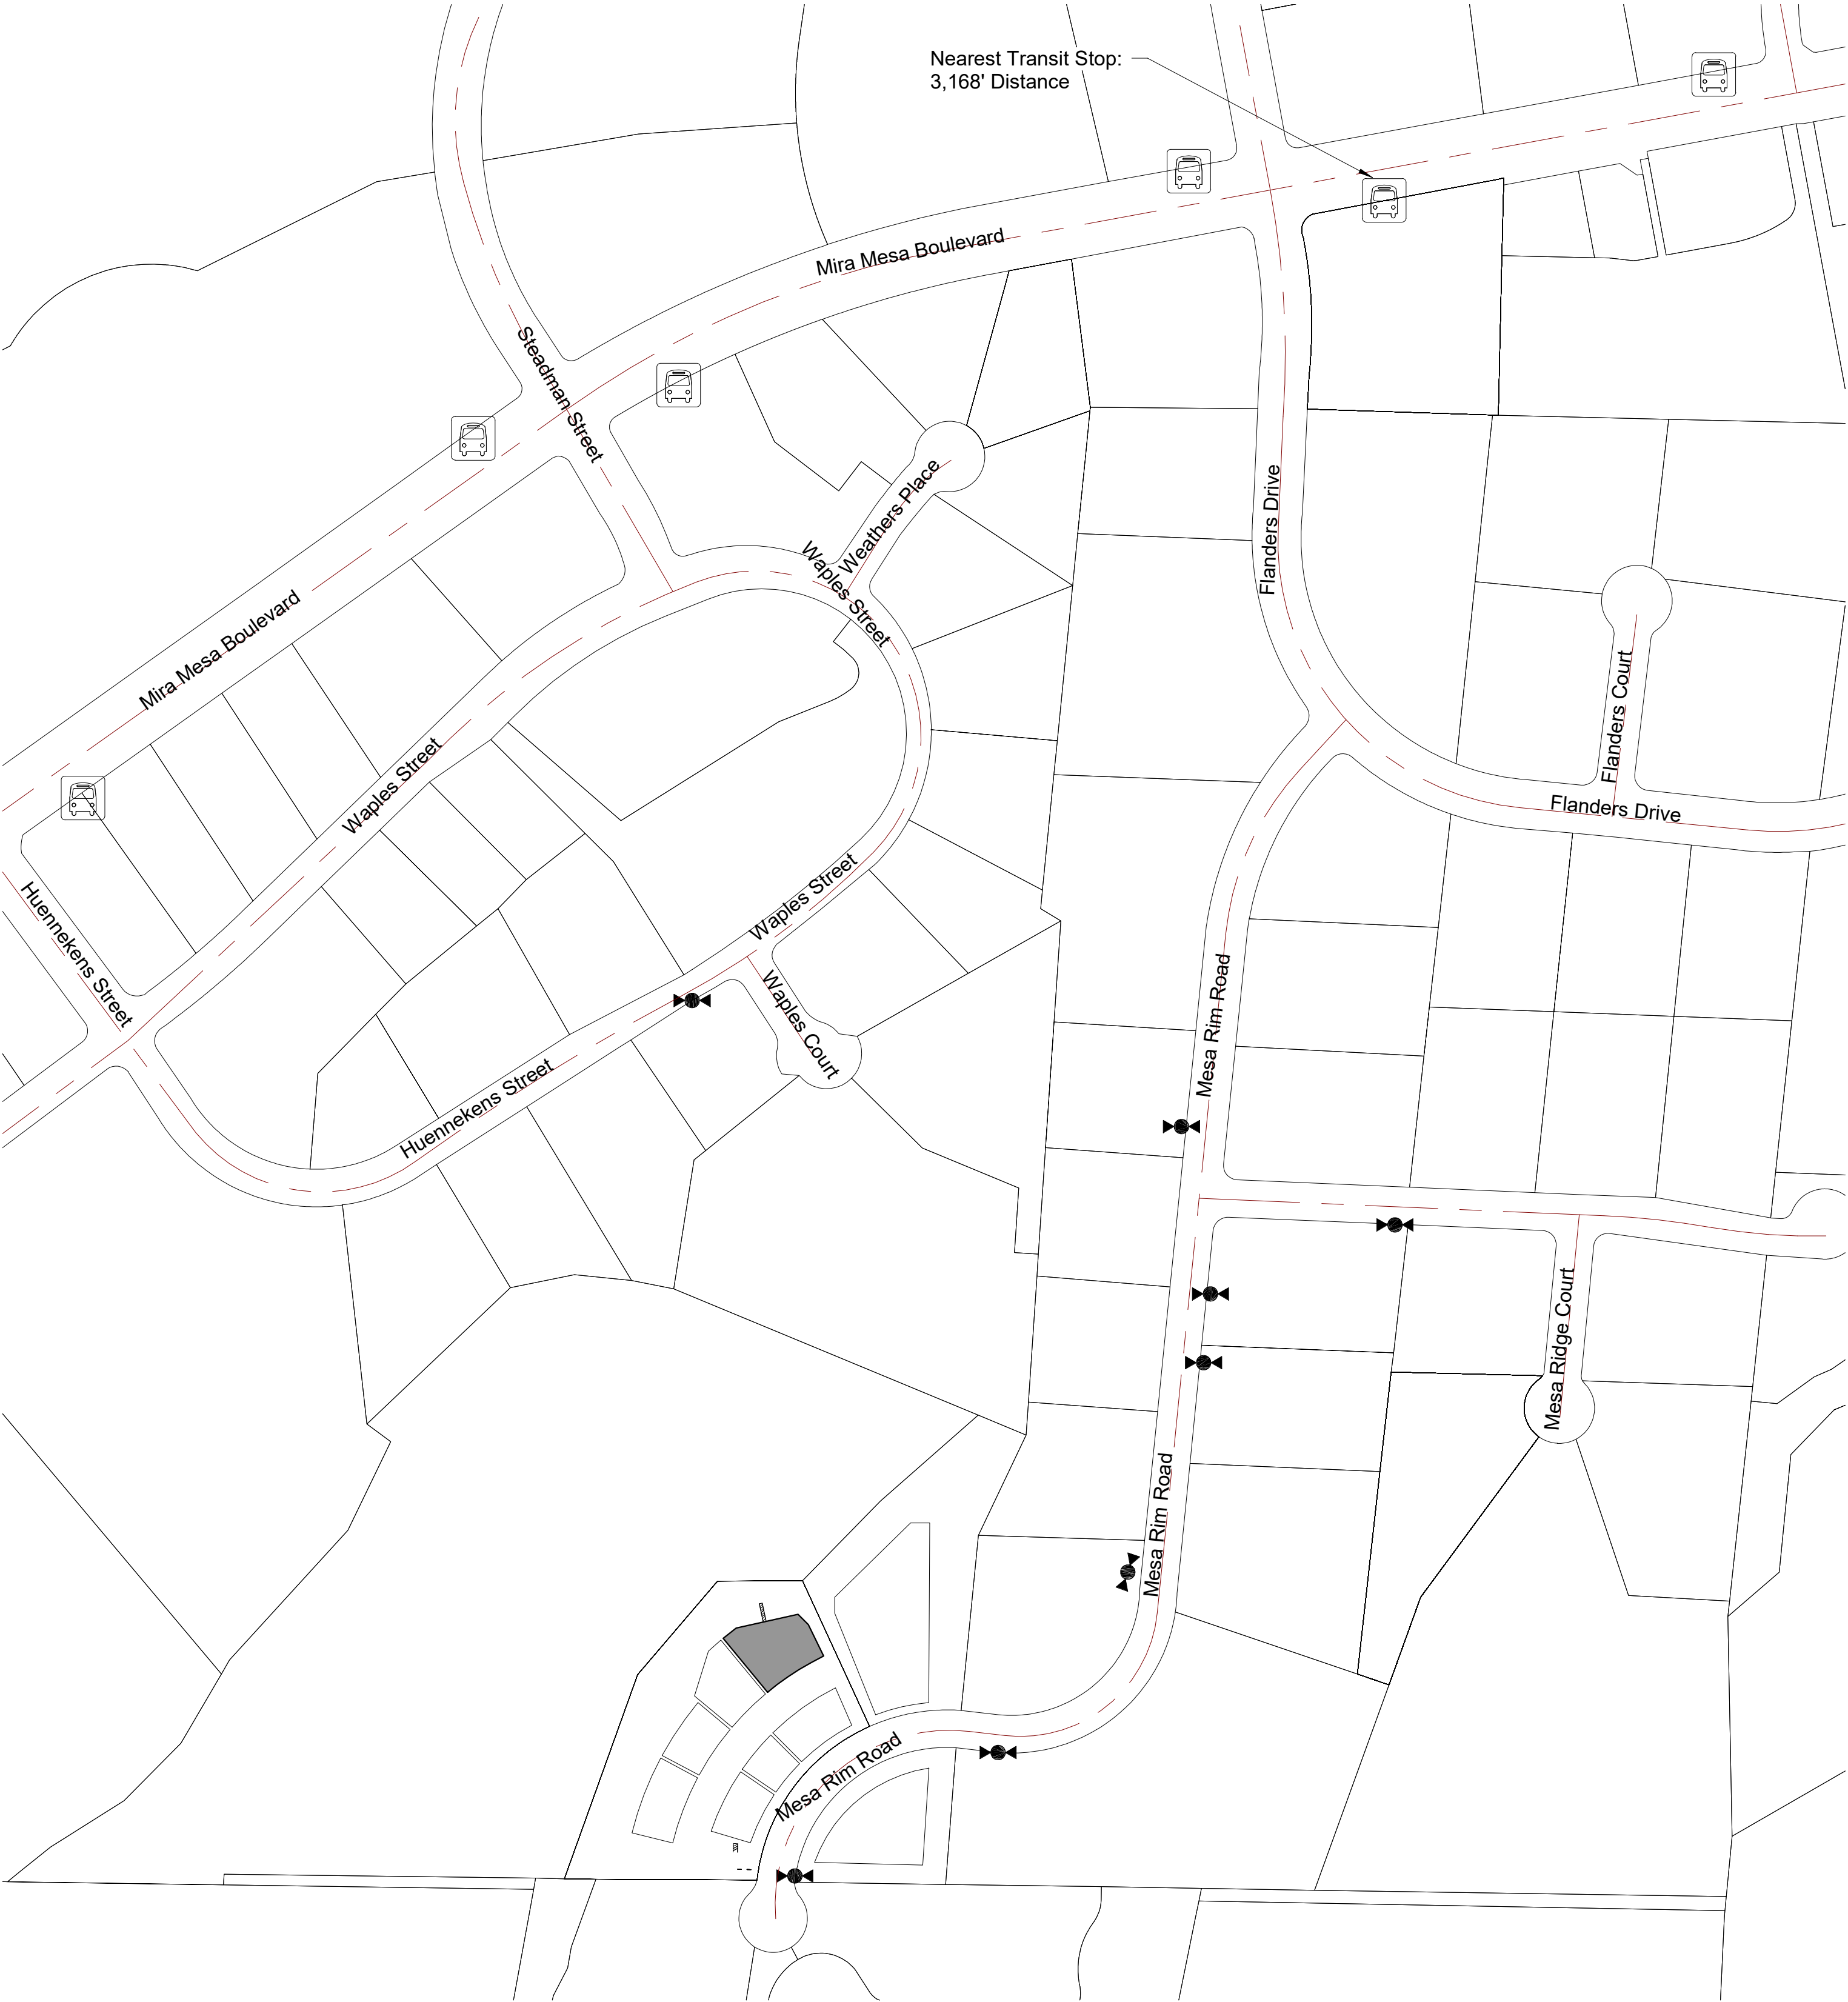 Nearest Transit Stop:
3,168' Distance
Mira Mesa Boulevard
Steadman Street
Weathers Place
Waples Street
Flanders Drive
Mira Mesa Boulevard
Flanders Court
Waples Street
Flanders Drive
Huennekens Street
Waples Street
Waples Court
Mesa Rim Road
Huennekens Street
Mesa Ridge Court
Mesa Rim Road
Mesa Rim Road